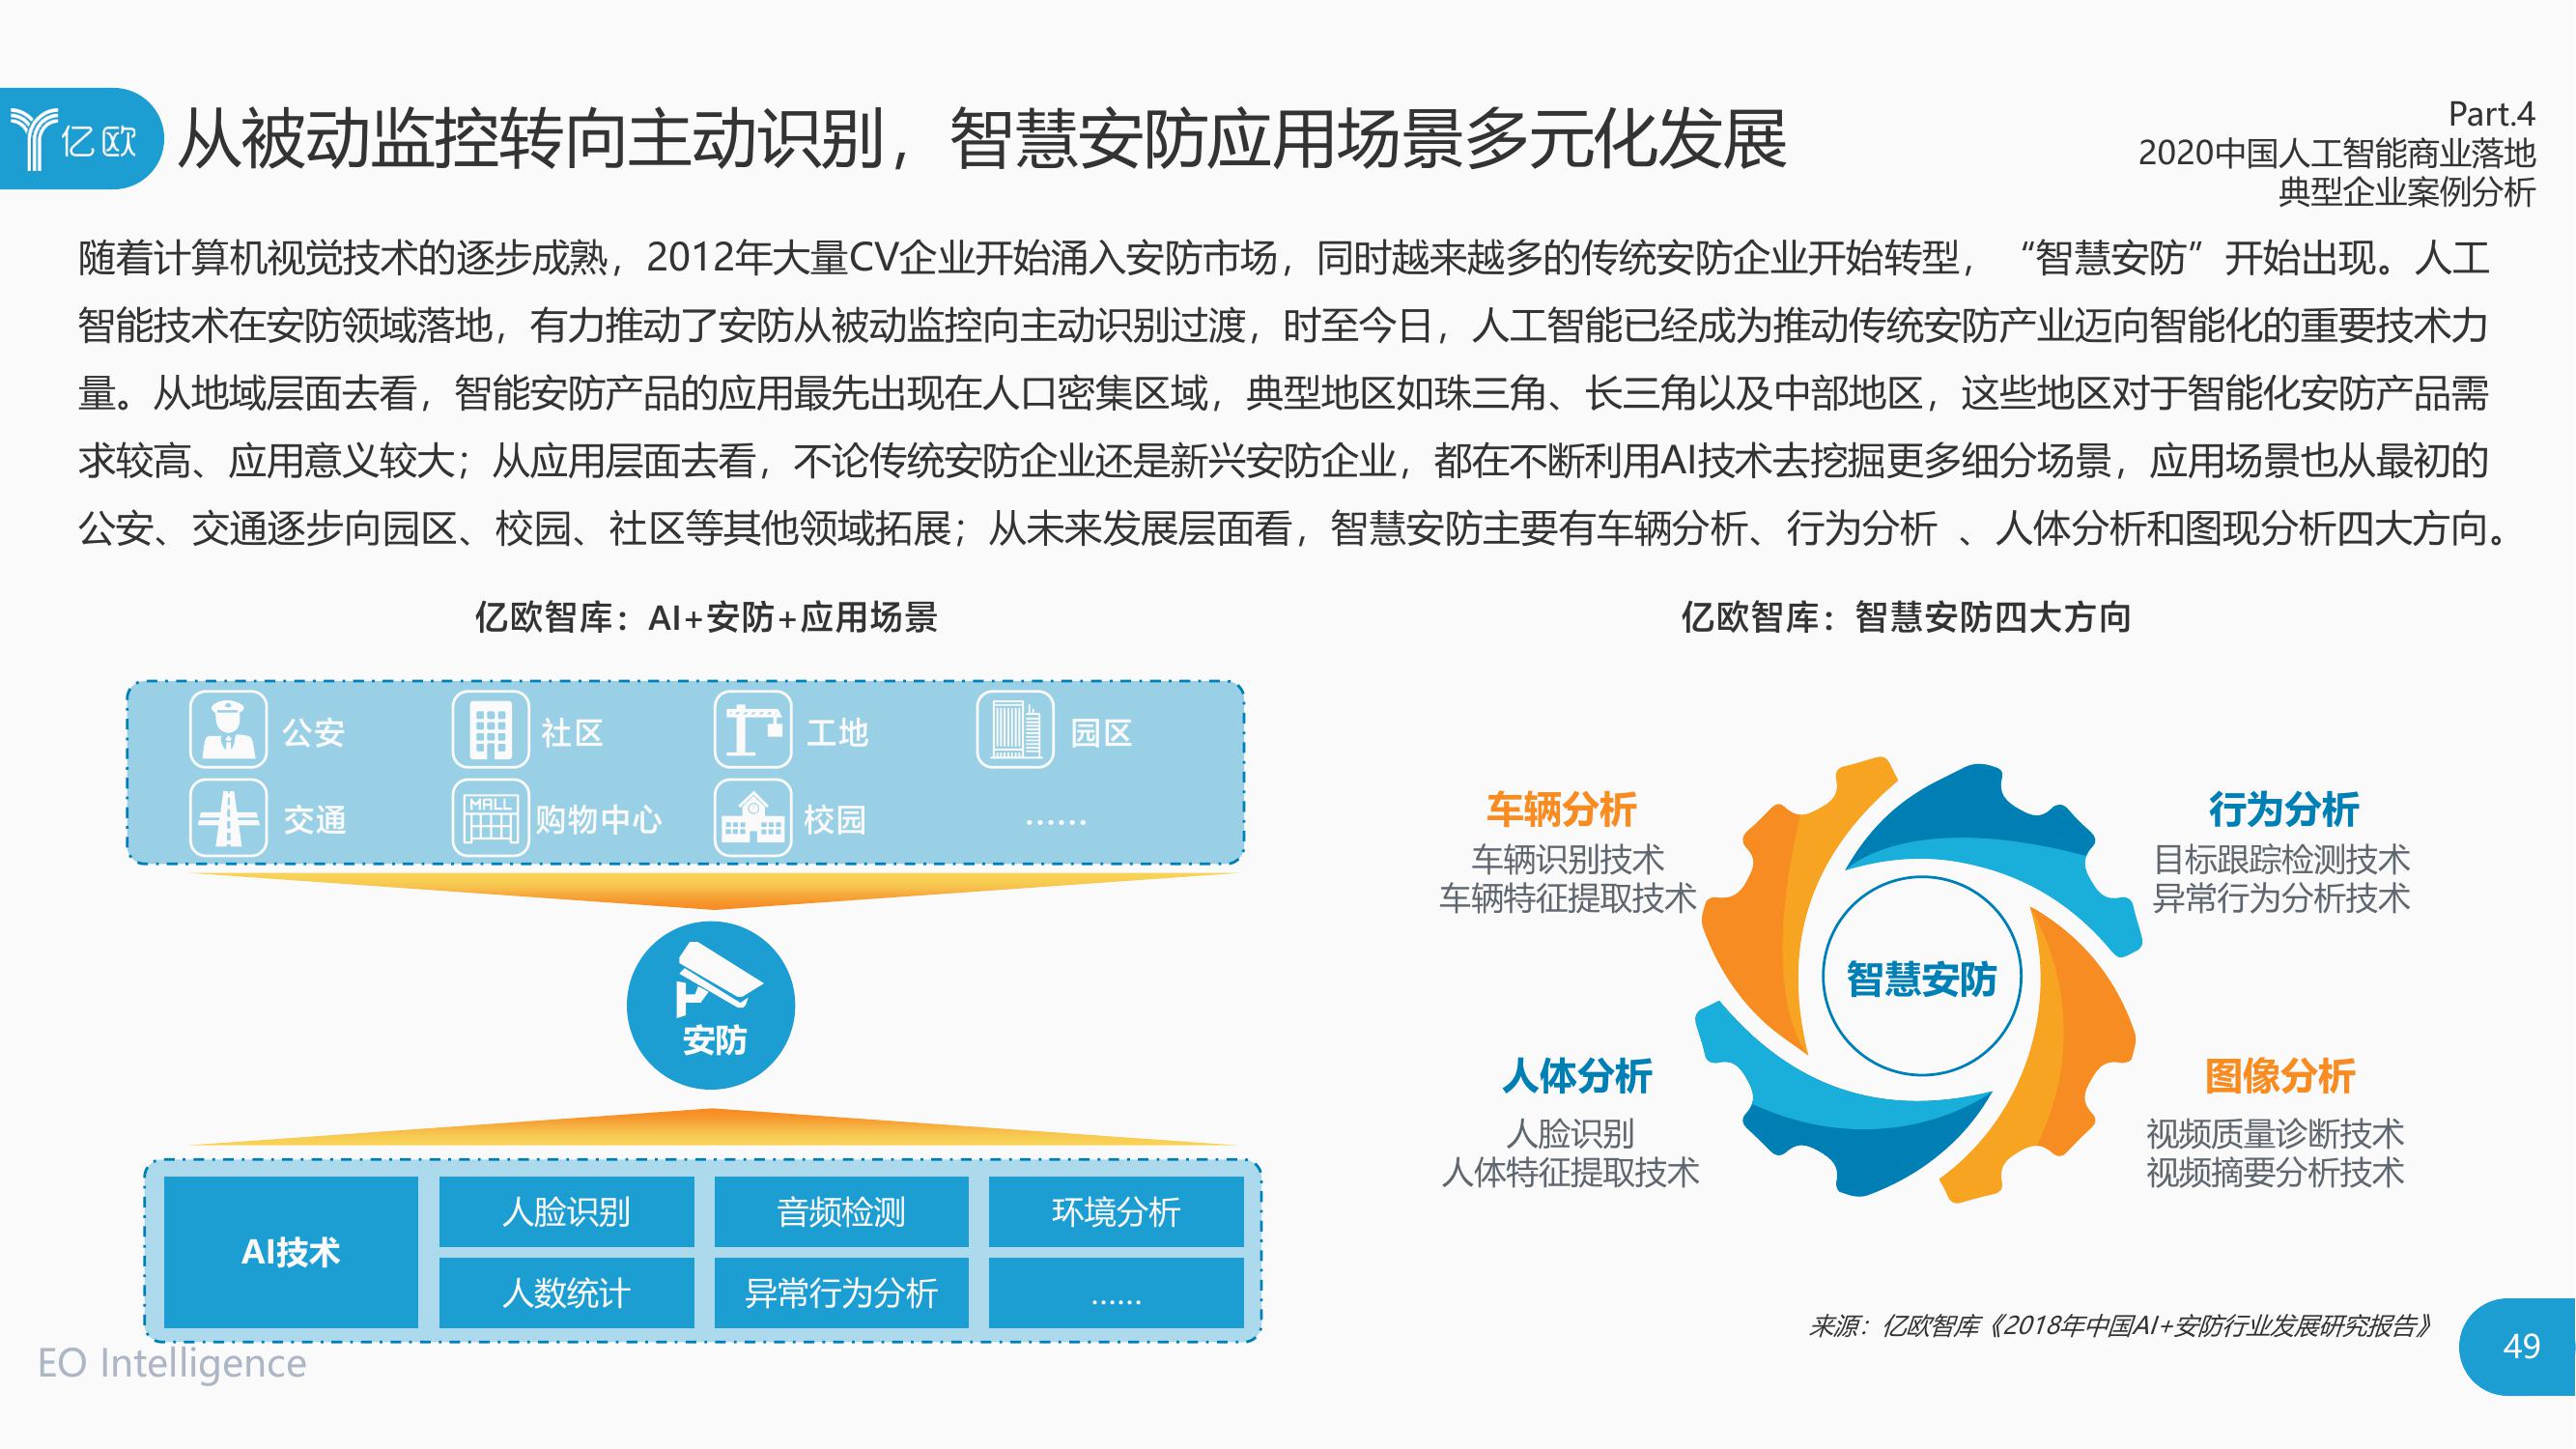 亿欧
从被动监控转向主动识别，智慧安防应用场景多元化发展
Part.4
2020中国人工智能商业落地
典型企业案例分析
随着计算机视觉技术的逐步成熟，2012年大量CV企业开始涌入安防市场，同时越来越多的传统安防企业开始转型，“智慧安防”开始出现。人工
智能技术在安防领域落地，有力推动了安防从被动监控向主动识别过渡，时至今日，人工智能已经成为推动传统安防产业迈向智能化的重要技术力
量。从地域层面去看，智能安防产品的应用最先出现在人口密集区域，典型地区如珠三角、长三角以及中部地区，这些地区对于智能化安防产品需
求较高、应用意义较大；从应用层面去看，不论传统安防企业还是新兴安防企业，都在不断利用AI技术去挖掘更多细分场景，应用场景也从最初的
公安、交通逐步向园区、校园、社区等其他领域拓展；从未来发展层面看，智慧安防主要有车辆分析、行为分析 、人体分析和图现分析四大方向。
亿欧智库：AI+安防+应用场景
公安
社区
工地
园区
交通
MALL
购物中心
校园
……
安防
AI技术
人脸识别
音频检测
环境分析
人数统计
异常行为分析
……
亿欧智库：智慧安防四大方向
车辆分析
车辆识别技术
车辆特征提取技术
行为分析
目标跟踪检测技术
异常行为分析技术
智慧安防
人体分析
人脸识别
人体特征提取技术
图像分析
视频质量诊断技术
视频摘要分析技术
来源：亿欧智库《2018年中国AI+安防行业发展研究报告》
EO Intelligence
49